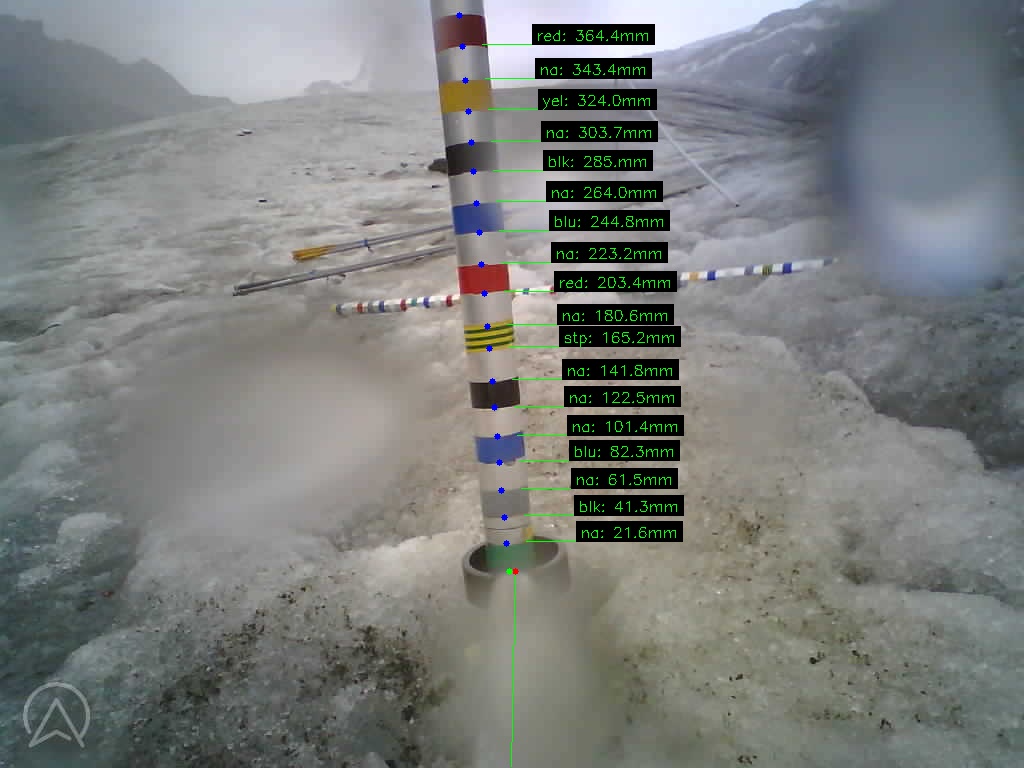 red: 364.4mm
na: 343.4mm
yel: 324.0mm
na: 303.7mm
blk: 285.mm
na: 264.0mm
blu: 244.8mm
na: 223.2mm
red: 203.4mm
na: 180.6mm
stp: 165.2mm
na: 141.8mm
na: 122.5mm
na: 101.4mm
blu: 82.3mm
na: 61.5mm
blk: 41.3mm
na: 21.6mm